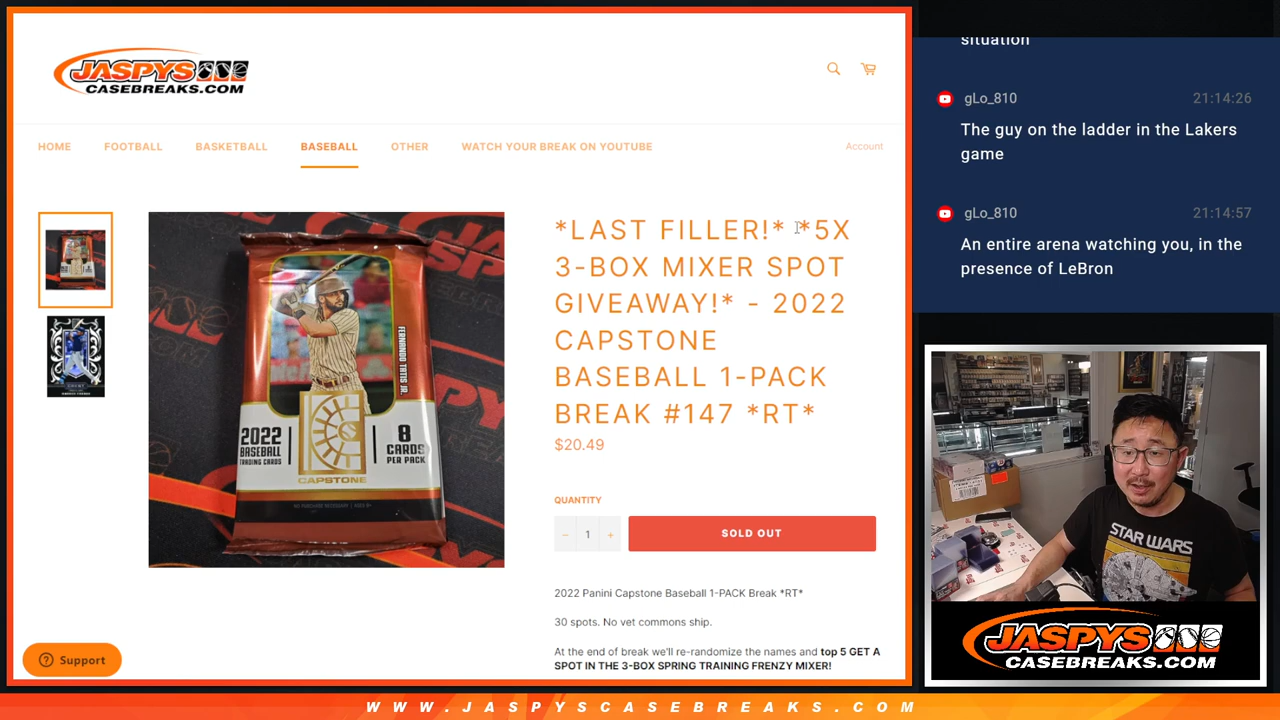 JASPYS
CASEBREAKS.COM
HOME
FOOTBALL
BASKETBALL
BASEBALL
OTHER
WATCH YOUR BREAK ON YOUTUBE
Account
*LAST FILLER!* *5X
3-BOX MIXER SPOT
GIVEAWAY!* - 2022
CAPSTONE
BASEBALL 1-PACK
BREAK #147 *RT*
$20.49
QUANTITY
− 1 +
SOLD OUT
2022 Panini Capstone Baseball 1-PACK Break *RT*
30 spots. No vet commons ship.
At the end of break we'll re-randomize the names and top 5 GET A
SPOT IN THE 3-BOX SPRING TRAINING FRENZY MIXER!
FERNANDO TATIS JR.
2022
BASEBALL
TRADING CARDS
8
CARDS
PER PACK
CAPSTONE
Support
situation
gLo_810 21:14:26
The guy on the ladder in the Lakers
game
gLo_810 21:14:57
An entire arena watching you, in the
presence of LeBron
STAR WARS
JASPYS
CASEBREAKS.COM
WWW.JASPYSCASEBREAKS.COM